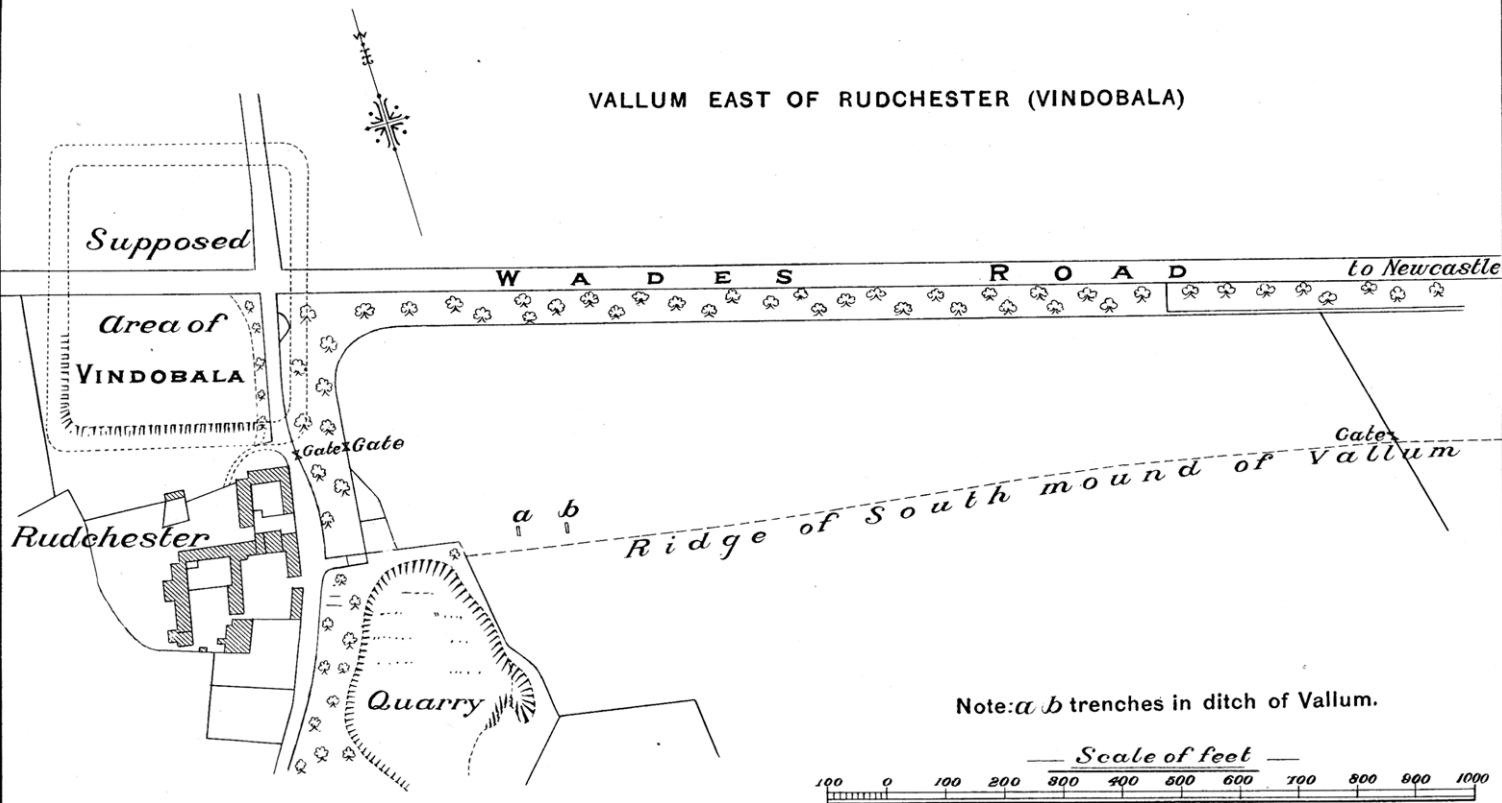 VALLUM EAST OF RUDCHESTER (VINDOBALA)
Supposed
WADES ROAD
to Newcastle
Area of
VINDOBALA
Gate
Gate
Gate
Ridge of South mound of Vallum
a b
Rudchester
Quarry
Note: a b trenches in ditch of Vallum.
Scale of feet
100 0 100 200 300 400 500 600 700 800 900 1000